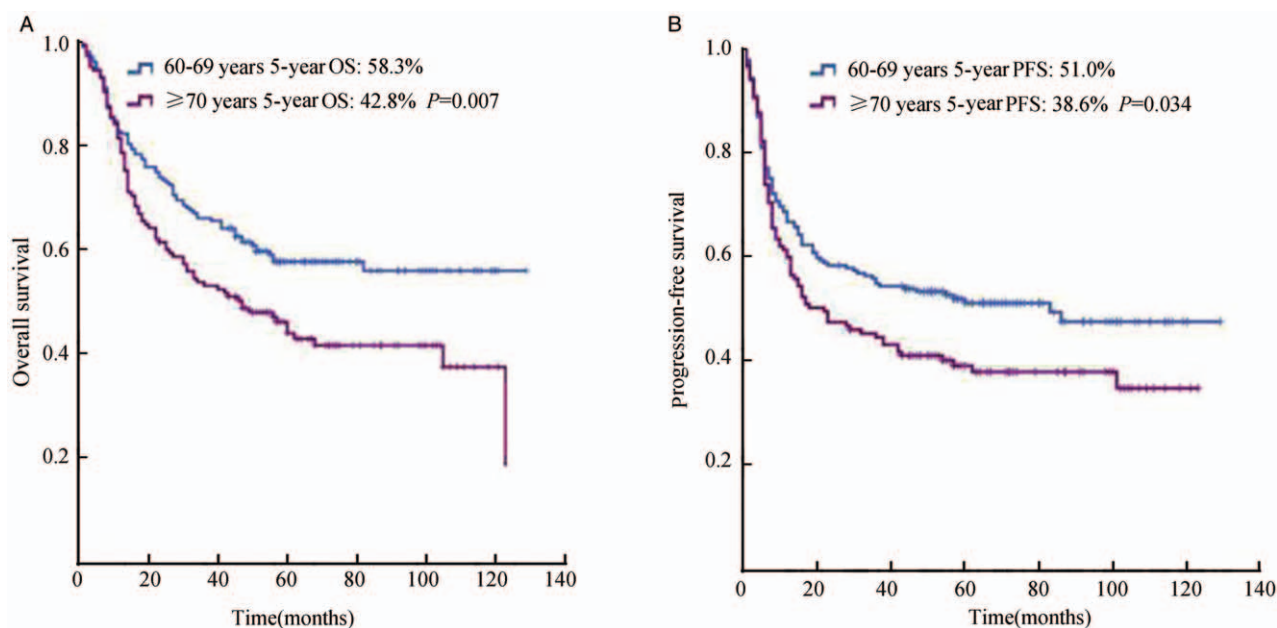 A
60-69 years 5-year OS: 58.3%
≥70 years 5-year OS: 42.8% P=0.007
1.0
0.8
0.6
0.4
0.2
Overall survival
0 20 40 60 80 100 120 140
Time(months)
B
60-69 years 5-year PFS: 51.0%
≥70 years 5-year PFS: 38.6% P=0.034
1.0
0.8
0.6
0.4
0.2
Progression-free survival
0 20 40 60 80 100 120 140
Time(months)